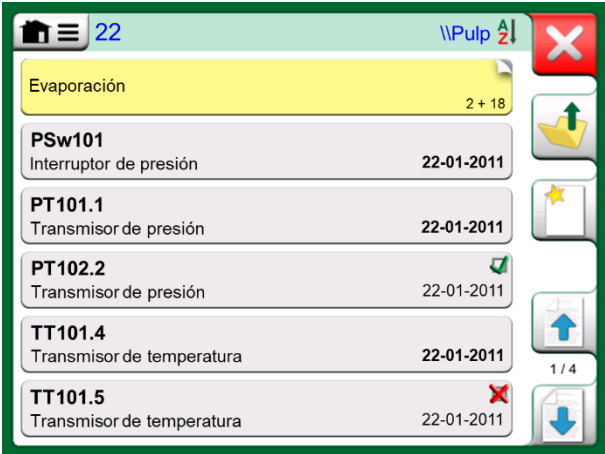 22
\\Pulp AZ
Evaporación
2 + 18
PSw101
Interruptor de presión 22-01-2011
PT101.1
Transmisor de presión 22-01-2011
PT102.2
Transmisor de presión 22-01-2011
TT101.4
Transmisor de temperatura 22-01-2011
1 / 4
TT101.5
Transmisor de temperatura 22-01-2011